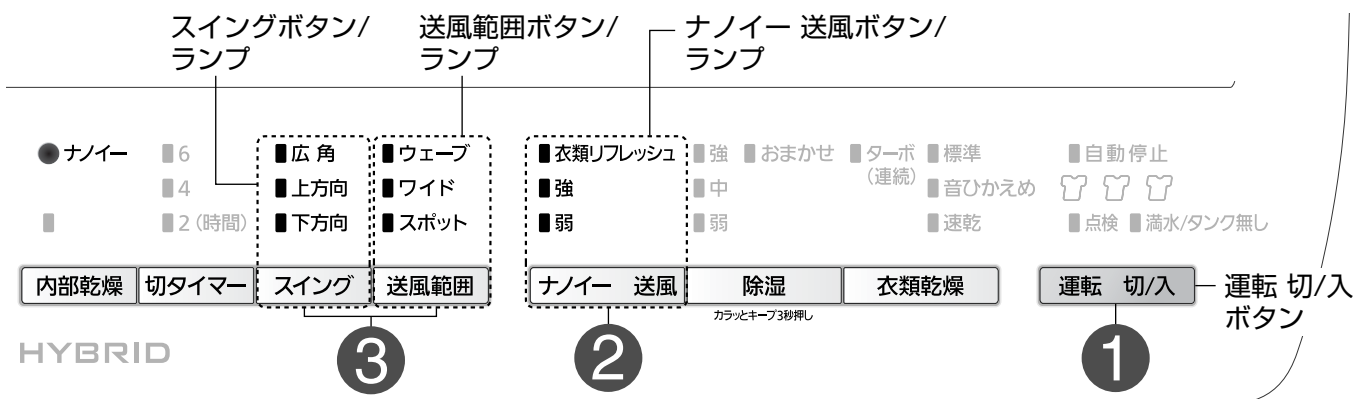 スイングボタン/
ランプ
送風範囲ボタン/
ランプ
ナノイー 送風ボタン/
ランプ
ナノイー
6
4
2(時間)
広 角
上方向
下方向
ウェーブ
ワイド
スポット
衣類リフレッシュ
強
弱
強
中
弱
おまかせ
ターボ
(連続)
標準
音ひかえめ
速乾
自動停止
点検
満水/タンク無し
内部乾燥
切タイマー
スイング
送風範囲
ナノイー 送風
除湿
カラッとキープ3秒押し
衣類乾燥
運転 切/入
運転 切/入
ボタン
HYBRID
3
2
1